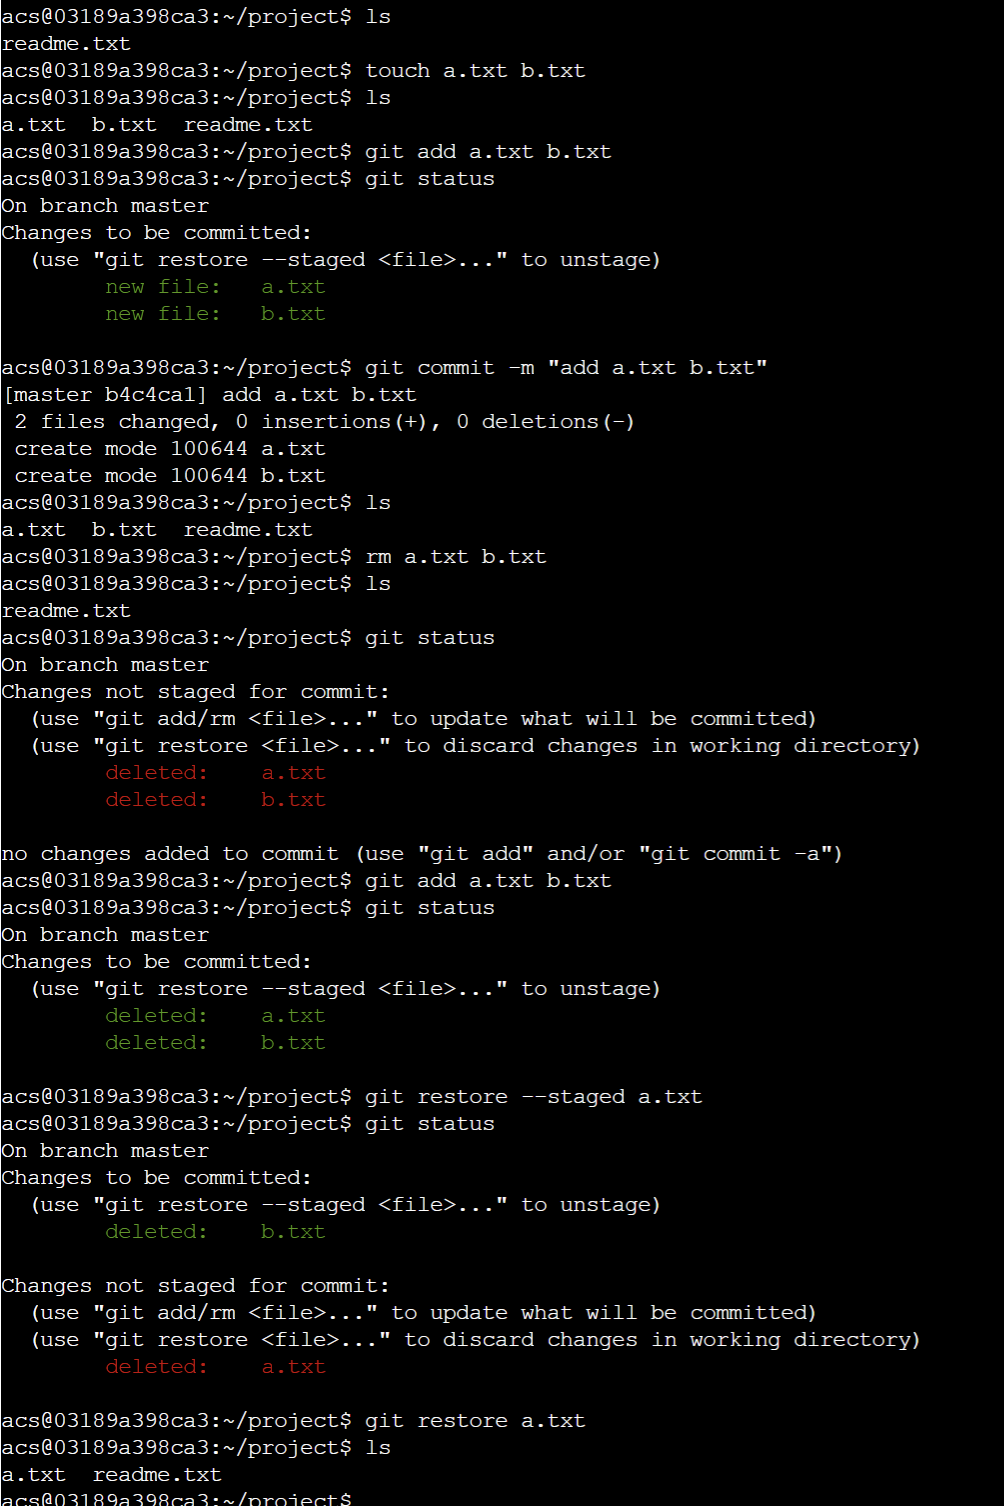 acs@03189a398ca3:~/project$ ls
readme.txt
acs@03189a398ca3:~/project$ touch a.txt b.txt
acs@03189a398ca3:~/project$ ls
a.txt  b.txt  readme.txt
acs@03189a398ca3:~/project$ git add a.txt b.txt
acs@03189a398ca3:~/project$ git status
On branch master
Changes to be committed:
  (use "git restore --staged <file>..." to unstage)
        new file:   a.txt
        new file:   b.txt

acs@03189a398ca3:~/project$ git commit -m "add a.txt b.txt"
[master b4c4ca1] add a.txt b.txt
 2 files changed, 0 insertions(+), 0 deletions(-)
 create mode 100644 a.txt
 create mode 100644 b.txt
acs@03189a398ca3:~/project$ ls
a.txt  b.txt  readme.txt
acs@03189a398ca3:~/project$ rm a.txt b.txt
acs@03189a398ca3:~/project$ ls
readme.txt
acs@03189a398ca3:~/project$ git status
On branch master
Changes not staged for commit:
  (use "git add/rm <file>..." to update what will be committed)
  (use "git restore <file>..." to discard changes in working directory)
        deleted:    a.txt
        deleted:    b.txt

no changes added to commit (use "git add" and/or "git commit -a")
acs@03189a398ca3:~/project$ git add a.txt b.txt
acs@03189a398ca3:~/project$ git status
On branch master
Changes to be committed:
  (use "git restore --staged <file>..." to unstage)
        deleted:    a.txt
        deleted:    b.txt

acs@03189a398ca3:~/project$ git restore --staged a.txt
acs@03189a398ca3:~/project$ git status
On branch master
Changes to be committed:
  (use "git restore --staged <file>..." to unstage)
        deleted:    b.txt

Changes not staged for commit:
  (use "git add/rm <file>..." to update what will be committed)
  (use "git restore <file>..." to discard changes in working directory)
        deleted:    a.txt

acs@03189a398ca3:~/project$ git restore a.txt
acs@03189a398ca3:~/project$ ls
a.txt  readme.txt
acs@03189a398ca3:~/project$